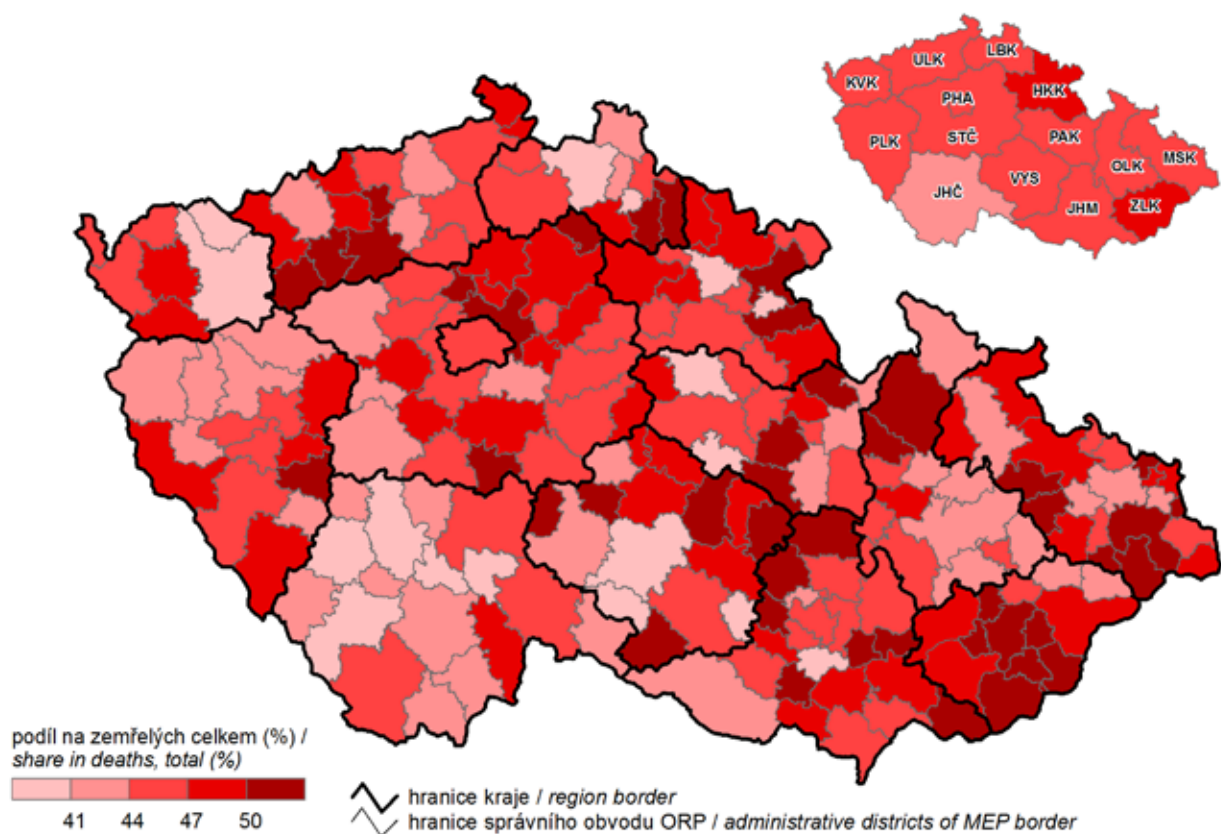 LBK
ULK
KVK
HKK
PHA
PLK
STČ
PAK
MSK
OLK
VYS
JHČ
JHM
ZLK
podíl na zemřelých celkem (%) /
share in deaths, total (%)
41 44 47 50
hranice kraje / region border
hranice správního obvodu ORP / administrative districts of MEP border